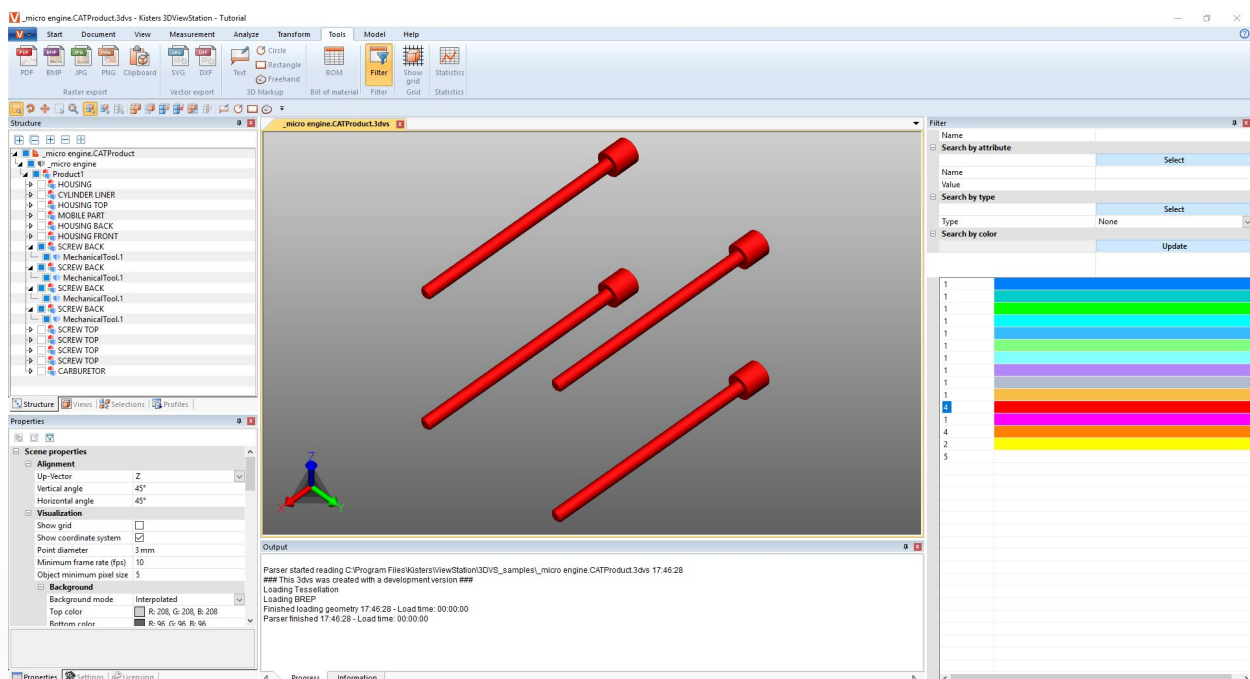 _micro engine.CATProduct.3dvs - Kisters 3DViewStation - Tutorial
V
Start Document View Measurement Analyze Transform Tools Model Help
PDF BMP JPG PNG SVG DXF
PDF BMP JPG PNG Clipboard SVG DXF Text Circle Rectangle Freehand BOM Filter Show grid Statistics
Raster export Vector export 3D Markup Bill of material Filter Grid Statistics
Structure
_micro engine.CATProduct
_micro engine
Product1
HOUSING
CYLINDER LINER
HOUSING TOP
MOBILE PART
HOUSING BACK
HOUSING FRONT
SCREW BACK
MechanicalTool.1
SCREW BACK
MechanicalTool.1
SCREW BACK
MechanicalTool.1
SCREW BACK
MechanicalTool.1
SCREW TOP
SCREW TOP
SCREW TOP
SCREW TOP
CARBURETOR
Structure Views Selections Profiles
Properties
Scene properties
Alignment
Up-Vector Z
Vertical angle 45°
Horizontal angle 45°
Visualization
Show grid
Show coordinate system
Point diameter 3 mm
Minimum frame rate (fps) 10
Object minimum pixel size 5
Background
Background mode Interpolated
Top color R: 208, G: 208, B: 208
Bottom color R: 96, G: 96, B: 96
Properties Settings Licensing
_micro engine.CATProduct.3dvs
Z
X
Y
Output
Parser started reading C:\Program Files\Kisters\ViewStation\3DVS_samples\_micro engine.CATProduct.3dvs 17:46:28
### This 3dvs was created with a development version ###
Loading Tessellation
Loading BREP
Finished loading geometry 17:46:28 - Load time: 00:00:00
Parser finished 17:46:28 - Load time: 00:00:00
Progress Information
Filter
Name
Search by attribute
Select
Name
Value
Search by type
Select
Type None
Search by color
Update
1
1
1
1
1
1
1
1
1
1
4
1
4
2
5